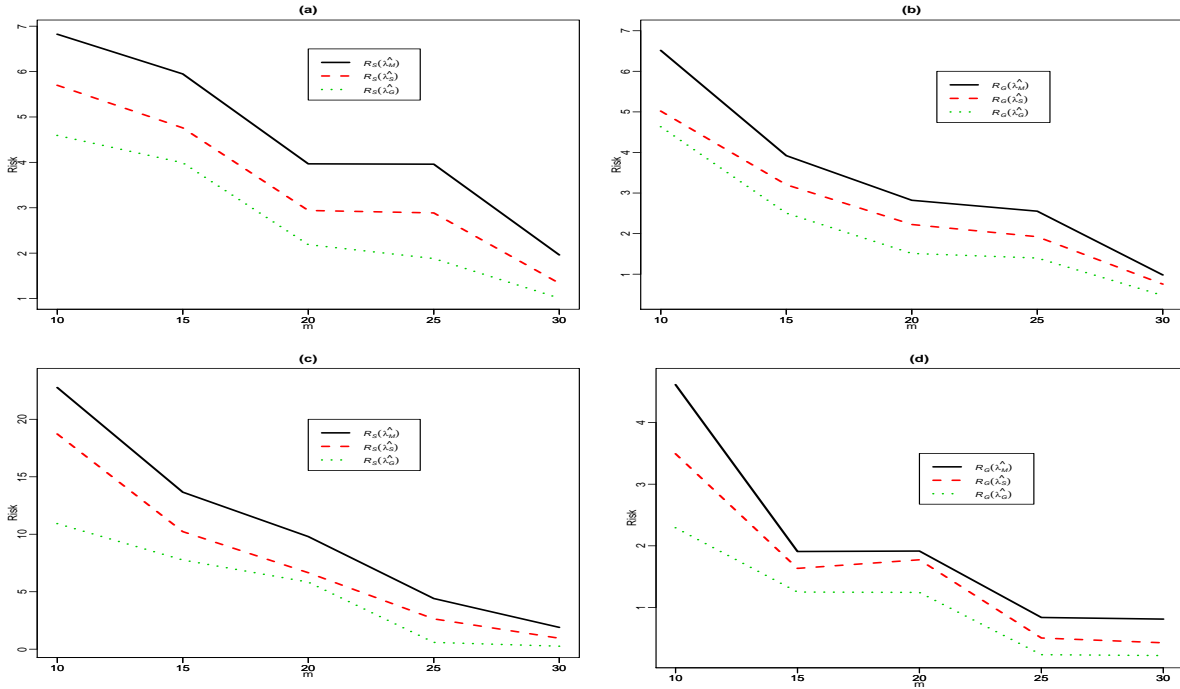 (a)
7
6
5
4
3
2
1
Risk
R_S(λ̂_M)
R_S(λ̂_S)
R_S(λ̂_G)
10 15 20 25 30
m
(b)
7
6
5
4
3
2
1
Risk
R_G(λ̂_M)
R_G(λ̂_S)
R_G(λ̂_G)
10 15 20 25 30
m
(c)
20
15
10
5
0
Risk
R_S(λ̂_M)
R_S(λ̂_S)
R_S(λ̂_G)
10 15 20 25 30
m
(d)
4
3
2
1
Risk
R_G(λ̂_M)
R_G(λ̂_S)
R_G(λ̂_G)
10 15 20 25 30
m